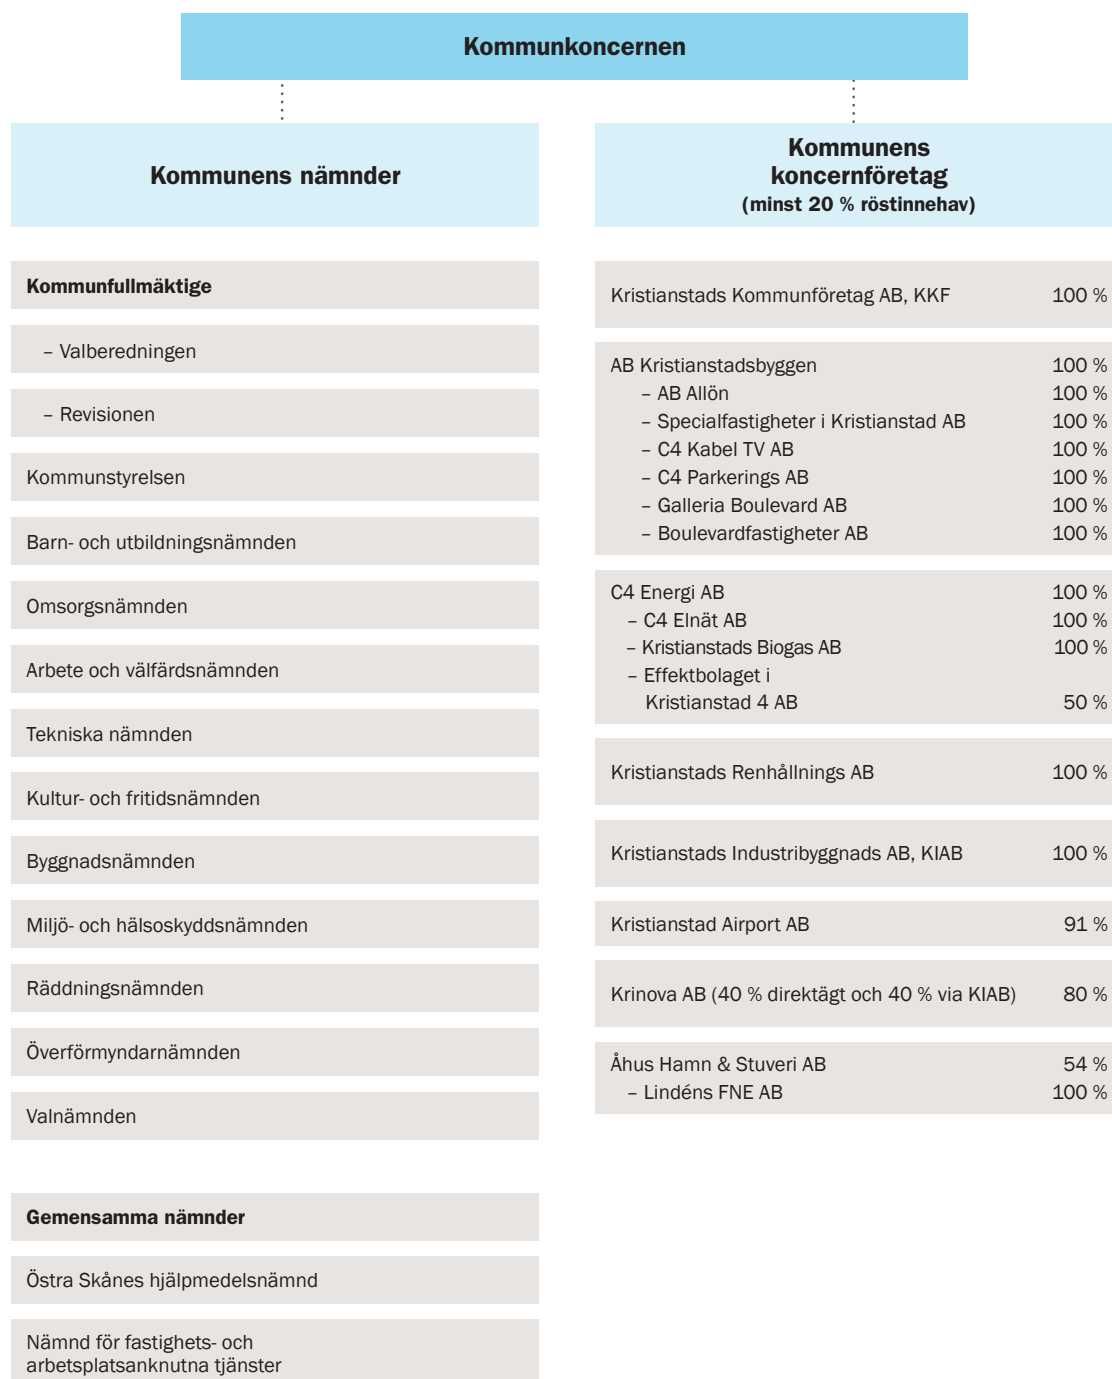 Kommunkoncernen
Kommunens nämnder
Kommunfullmäktige
– Valberedningen
– Revisionen
Kommunstyrelsen
Barn- och utbildningsnämnden
Omsorgsnämnden
Arbete och välfärdsnämnden
Tekniska nämnden
Kultur- och fritidsnämnden
Byggnadsnämnden
Miljö- och hälsoskyddsnämnden
Räddningsnämnden
Överförmyndarnämnden
Valnämnden
Gemensamma nämnder
Östra Skånes hjälpmedelsnämnd
Nämnd för fastighets- och
arbetsplatsanknutna tjänster
Kommunens
koncernföretag
(minst 20 % röstinnehav)
Kristianstads Kommunföretag AB, KKF 100 %
AB Kristianstadsbyggen 100 %
– AB Allön 100 %
– Specialfastigheter i Kristianstad AB 100 %
– C4 Kabel TV AB 100 %
– C4 Parkerings AB 100 %
– Galleria Boulevard AB 100 %
– Boulevardfastigheter AB 100 %
C4 Energi AB 100 %
– C4 Elnät AB 100 %
– Kristianstads Biogas AB 100 %
– Effektbolaget i
Kristianstad 4 AB 50 %
Kristianstads Renhållnings AB 100 %
Kristianstads Industribyggnads AB, KIAB 100 %
Kristianstad Airport AB 91 %
Krinova AB (40 % direktägt och 40 % via KIAB) 80 %
Åhus Hamn & Stuveri AB 54 %
– Lindéns FNE AB 100 %